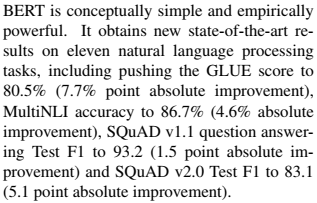 BERT is conceptually simple and empirically
powerful. It obtains new state-of-the-art re-
sults on eleven natural language processing
tasks, including pushing the GLUE score to
80.5% (7.7% point absolute improvement),
MultiNLI accuracy to 86.7% (4.6% absolute
improvement), SQuAD v1.1 question answer-
ing Test F1 to 93.2 (1.5 point absolute im-
provement) and SQuAD v2.0 Test F1 to 83.1
(5.1 point absolute improvement).